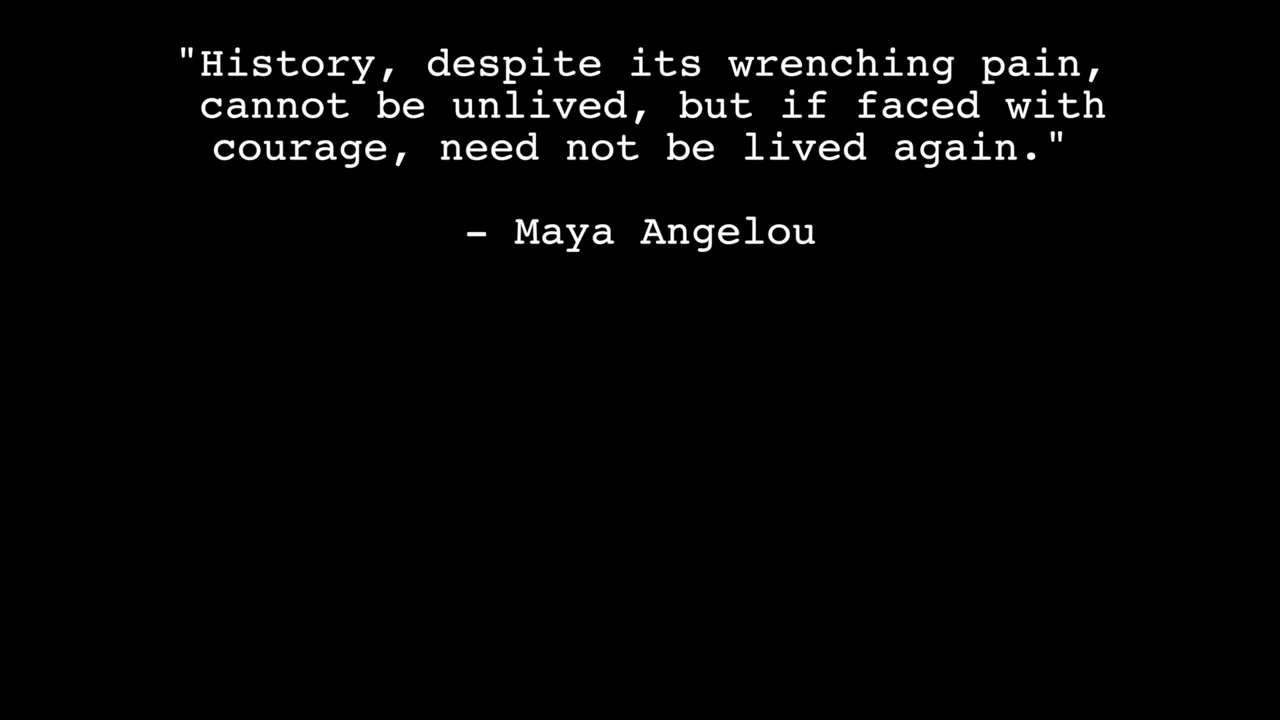 "History, despite its wrenching pain,
cannot be unlived, but if faced with
courage, need not be lived again."
- Maya Angelou